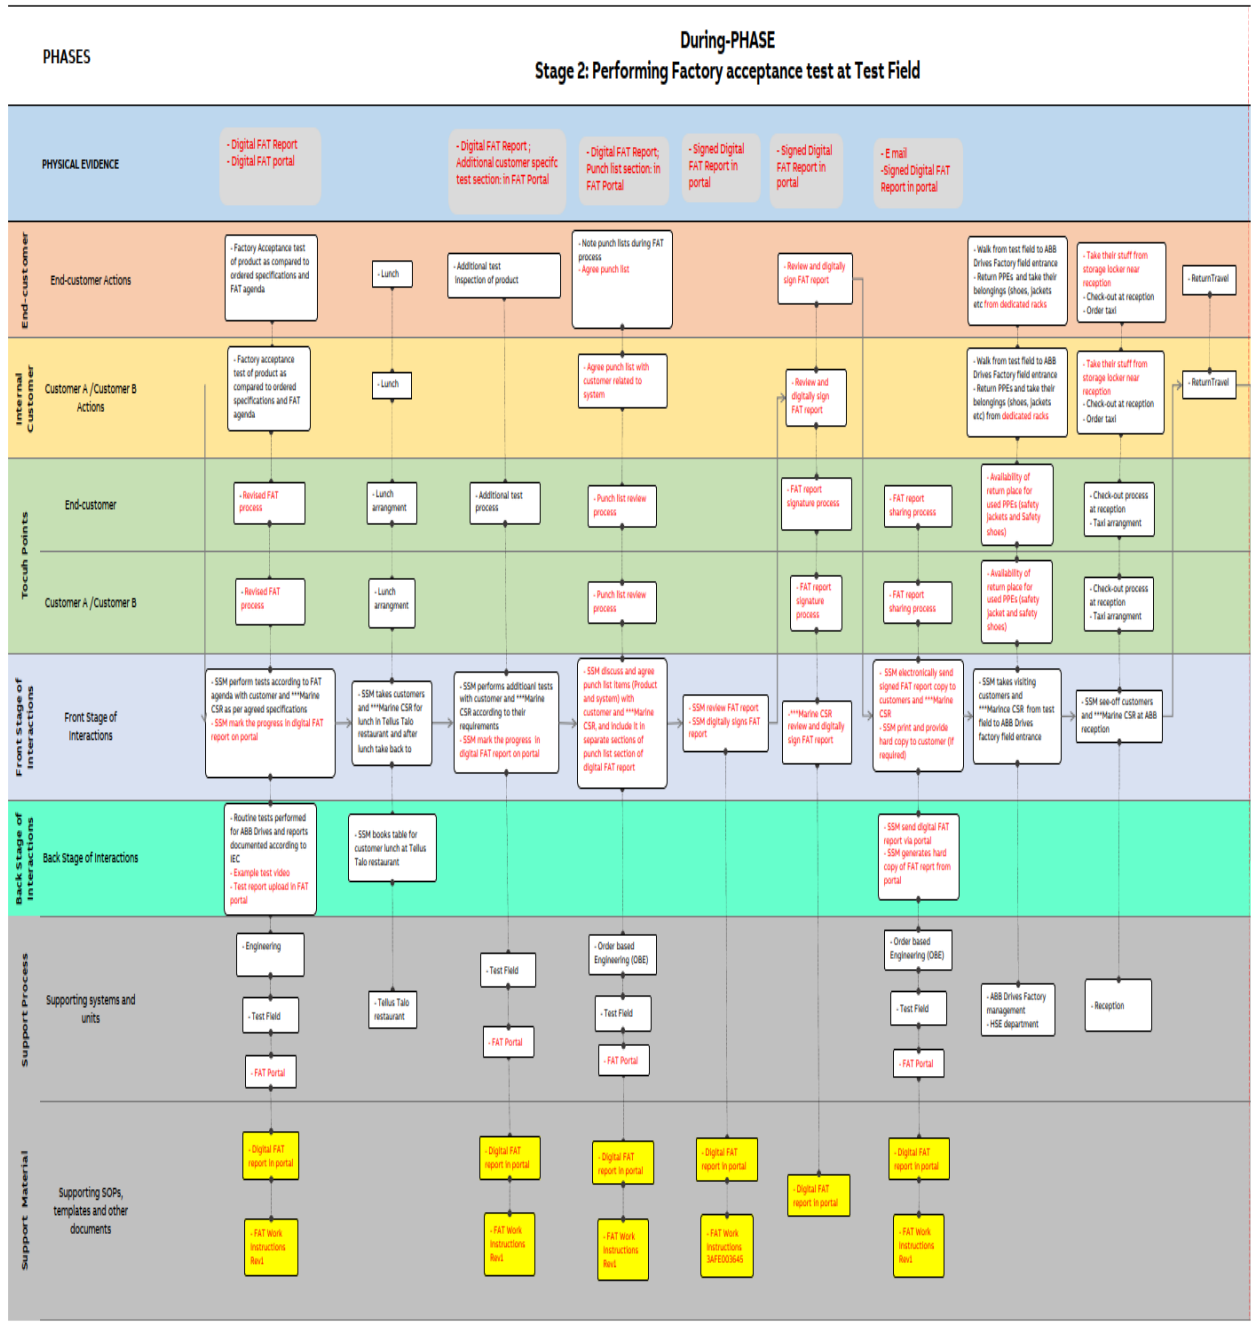 During-PHASE
PHASES
Stage 2: Performing Factory acceptance test at Test Field
PHYSICAL EVIDENCE
- Digital FAT Report
- Digital FAT portal
- Digital FAT Report ;
Additional customer specifc
test section: in FAT Portal
- Digital FAT Report;
Punch list section: in
FAT Portal
- Signed Digital
FAT Report in
portal
- Signed Digital
FAT Report in
portal
- E mail
-Signed Digital FAT
Report in portal
End-customer
End-customer Actions
- Factory Acceptance test
of product as compared to
ordered specifications and
FAT agenda
- Lunch
- Additional test
inspection of product
- Note punch lists during FAT
process
- Agree punch list
- Review and digitally
sign FAT report
- Walk from test field to ABB
Drives Factory field entrance
- Return PPEs and take their
belongings (shoes, jackets
etc from dedicated racks
- Take their stuff from
storage locker near
reception
- Check-out at reception
- Order taxi
- ReturnTravel
Internal
Customer
Customer A /Customer B
Actions
- Factory acceptance
test of product as
compared to ordered
specifications and FAT
agenda
- Lunch
- Agree punch list with
customer related to
system
- Review and
digitally sign
FAT report
- Walk from test field to ABB
Drives Factory field entrance
- Return PPEs and take their
belongings (shoes, jackets
etc) from dedicated racks
- Take their stuff from
storage locker near
reception
- Check-out at reception
- Order taxi
- ReturnTravel
Tocuh Points
End-customer
- Revised FAT
process
- Lunch
arrangment
- Additional test
process
- Punch list review
process
- FAT report
signature process
- FAT report
sharing process
- Availability of
return place for
used PPEs (safety
jackets and Safety
shoes)
- Check-out process
at reception
- Taxi arrangment
Customer A /Customer B
- Revised FAT
process
- Lunch
arrangment
- Punch list review
process
- FAT report
signature
process
- FAT report
sharing process
- Availability of
return place for
used PPEs (safety
jacket and safety
shoes)
- Check-out process
at reception
- Taxi arrangment
Front Stage of
Interactions
Front Stage of
Interactions
- SSM perform tests according to FAT
agenda with customer and ***Marine
CSR as per agreed specifications
- SSM mark the progress in digital FAT
report on portal
- SSM takes customers
and ***Marine CSR for
lunch in Tellus Talo
restaurant and after
lunch take back to
- SSM performs additioanl tests
with customer and ***Marine
CSR according to their
requirements
- SSM mark the progress in
digital FAT report on portal
- SSM discuss and agree
punch list items (Product
and system) with
customer and ***Marine
CSR, and include it in
separate sections of
punch list section of
digital FAT report
- SSM review FAT report
- SSM digitally signs FAT
report
-***Marine CSR
review and digitally
sign FAT report
- SSM electronically send
signed FAT report copy to
customers and ***Marine
CSR
- SSM print and provide
hard copy to customer (if
required)
- SSM takes visiting
customers and
***Marince CSR from test
field to ABB Drives
factory field entrance
- SSM see-off customers
and ***Marine CSR at ABB
reception
Back Stage of
Interactions
Back Stage of Interactions
- Routine tests performed
for ABB Drives and reports
documented according to
IEC
- Example test video
- Test report upload in FAT
portal
- SSM books table for
customer lunch at Tellus
Talo restaurant
- SSM send digital FAT
report via portal
- SSM generates hard
copy of FAT reprt from
portal
Support Process
Supporting systems and
units
- Engineering
- Test Field
- FAT Portal
- Tellus Talo
restaurant
- Test Field
- FAT Portal
- Order based
Engineering (OBE)
- Test Field
- FAT Portal
- Order based
Engineering (OBE)
- Test Field
- FAT Portal
- ABB Drives Factory
management
- HSE department
- Reception
Support Material
Supporting SOPs,
templates and other
documents
- Digital FAT
report in portal
- FAT Work
Instructions
Rev1
- Digital FAT
report in portal
- FAT Work
Instructions
Rev1
- Digital FAT
report in portal
- FAT Work
Instructions
Rev1
- Digital FAT
report in portal
- FAT Work
Instructions
3AFE003645
- Digital FAT
report in portal
- Digital FAT
report in portal
- FAT Work
Instructions
Rev1